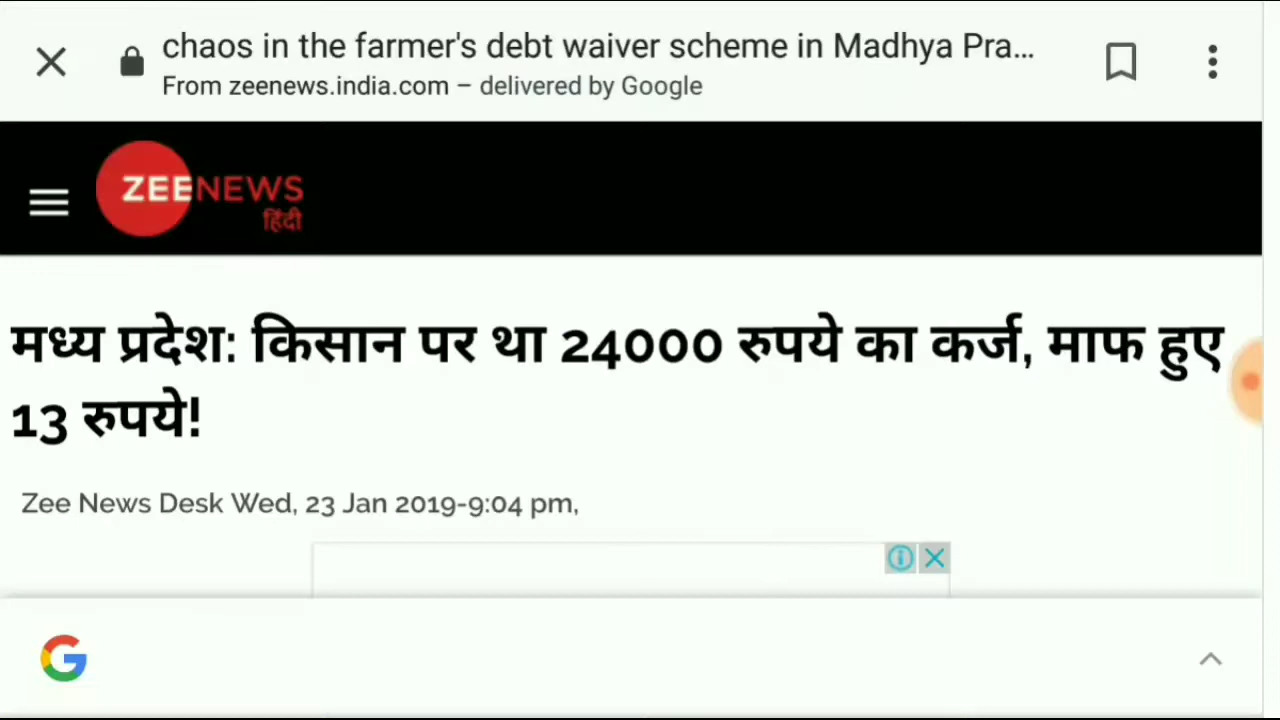 chaos in the farmer's debt waiver scheme in Madhya Pra...
From zeenews.india.com – delivered by Google
ZEENEWS
हिंदी
मध्य प्रदेश: किसान पर था 24000 रुपये का कर्ज, माफ हुए
13 रुपये!
Zee News Desk Wed, 23 Jan 2019-9:04 pm,